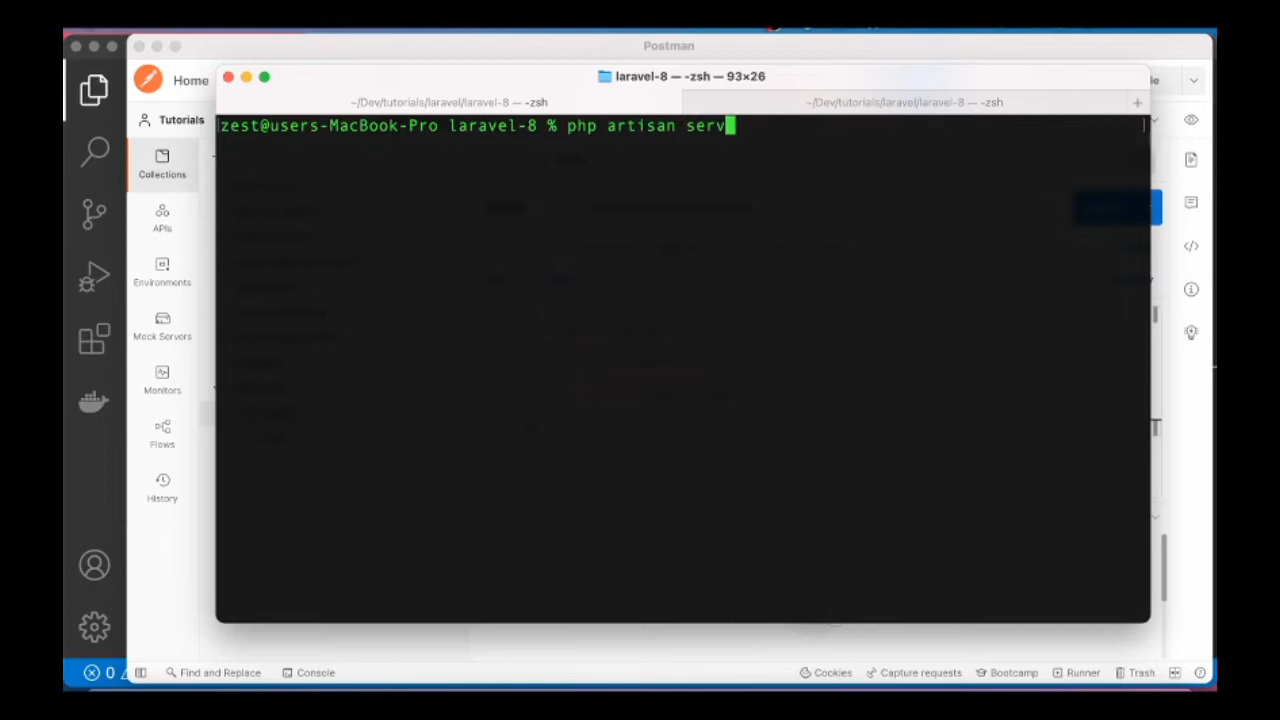 Postman
Home
le
laravel-8 — -zsh — 93×26
~/Dev/tutorials/laravel/laravel-8 — -zsh
~/Dev/tutorials/laravel/laravel-8 — -zsh
+
Tutorials
zest@users-MacBook-Pro laravel-8 % php artisan serv
Collections
APIs
Environments
Mock Servers
Monitors
Flows
History
T
0
Find and Replace
Console
Cookies
Capture requests
Bootcamp
Runner
Trash